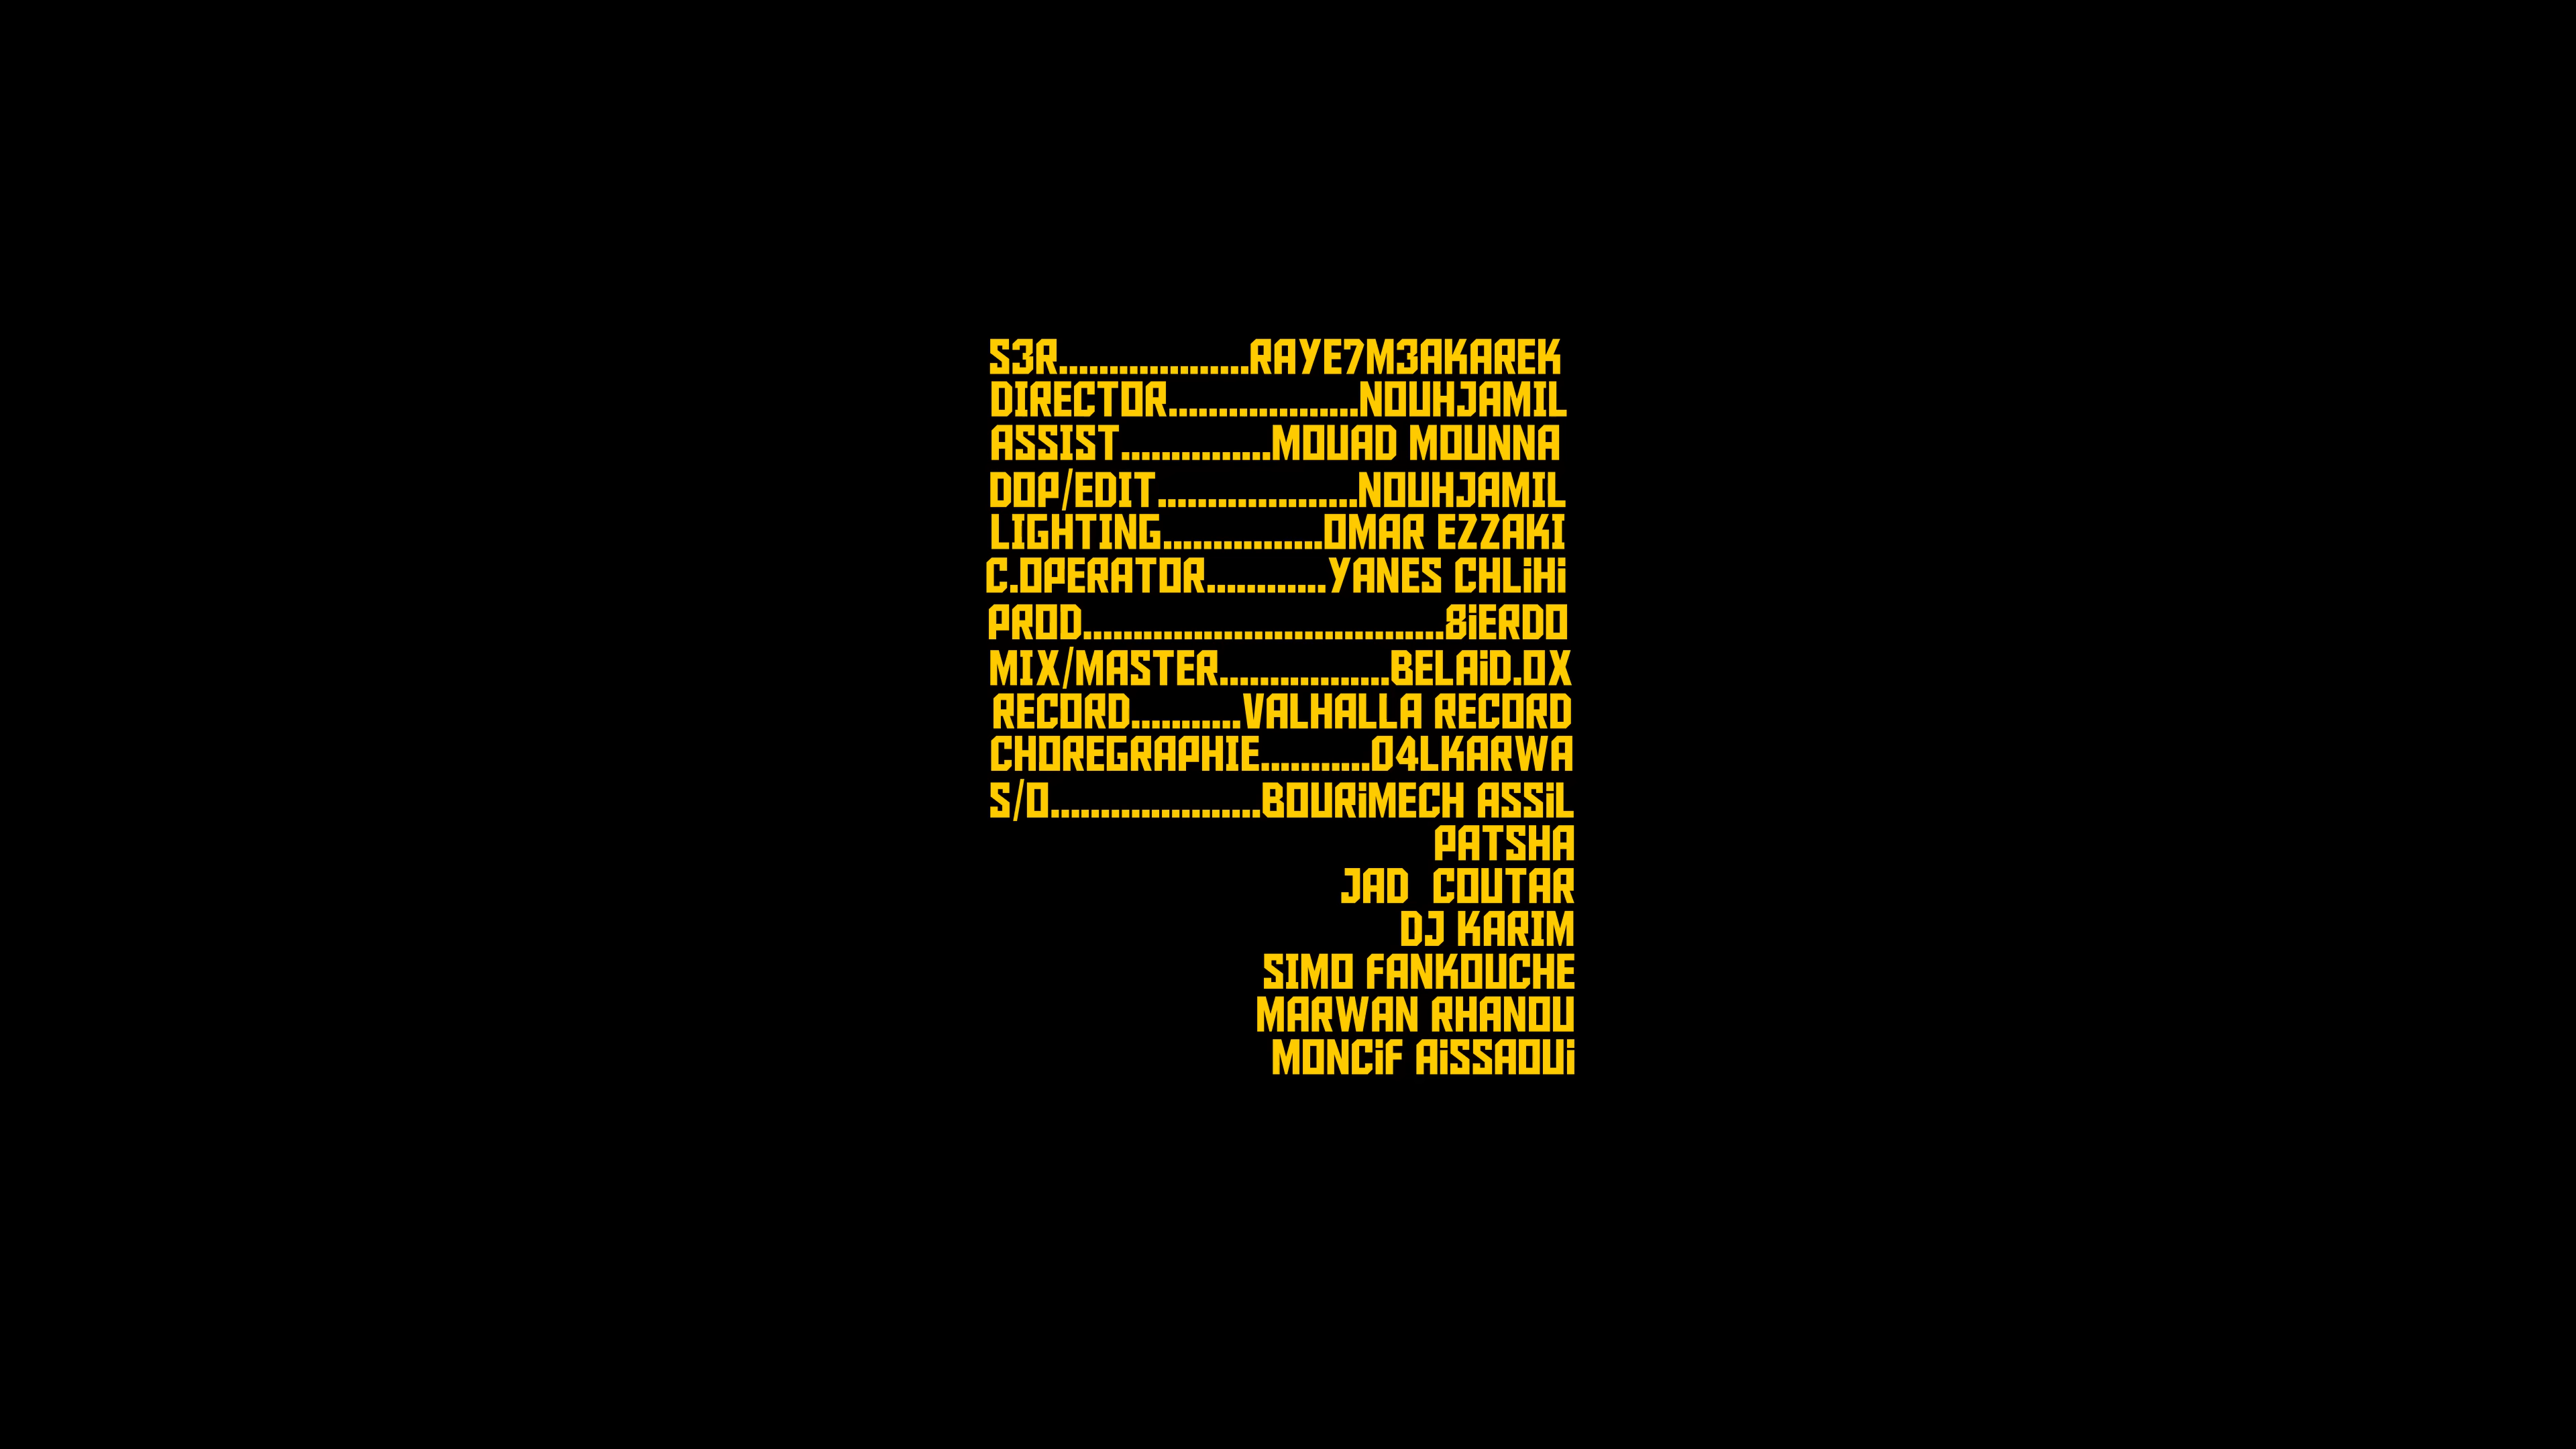 S3R...................RAYE7M3AKAREK
DIRECTOR...................NOUHJAMIL
ASSIST...............MOUAD MOUNNA
DOP/EDIT....................NOUHJAMIL
LIGHTING................OMAR EZZAKI
C.OPERATOR............YANES CHLiHi
PROD....................................8iERDO
MIX/MASTER.................BELAiD.OX
RECORD...........VALHALLA RECORD
CHOREGRAPHIE...........D4LKARWA
S/O.....................BOURiMECH ASSiL
PATSHA
JAD COUTAR
DJ KARIM
SIMO FANKOUCHE
MARWAN RHANOU
MONCiF AiSSAOUi